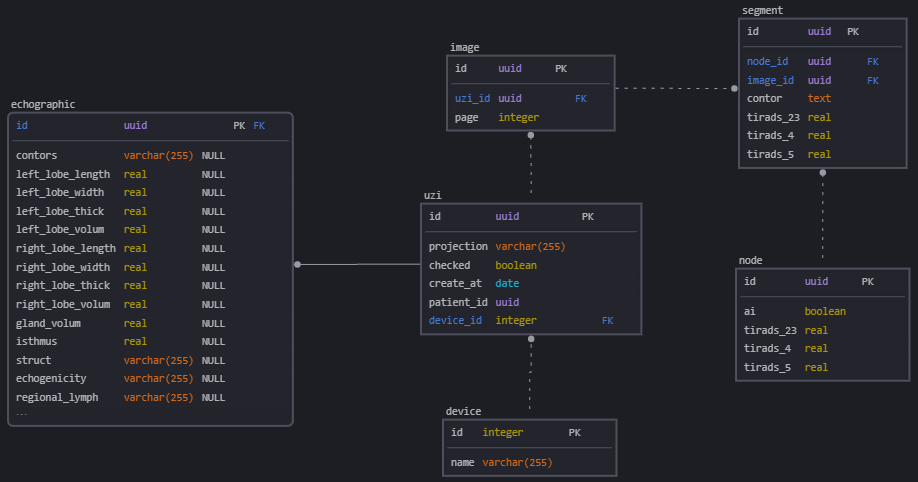 echographic
id uuid PK FK
contors varchar(255) NULL
left_lobe_length real NULL
left_lobe_width real NULL
left_lobe_thick real NULL
left_lobe_volum real NULL
right_lobe_length real NULL
right_lobe_width real NULL
right_lobe_thick real NULL
right_lobe_volum real NULL
gland_volum real NULL
isthmus real NULL
struct varchar(255) NULL
echogenicity varchar(255) NULL
regional_lymph varchar(255) NULL
...
image
id uuid PK
uzi_id uuid FK
page integer
uzi
id uuid PK
projection varchar(255)
checked boolean
create_at date
patient_id uuid
device_id integer FK
device
id integer PK
name varchar(255)
segment
id uuid PK
node_id uuid FK
image_id uuid FK
contor text
tirads_23 real
tirads_4 real
tirads_5 real
node
id uuid PK
ai boolean
tirads_23 real
tirads_4 real
tirads_5 real